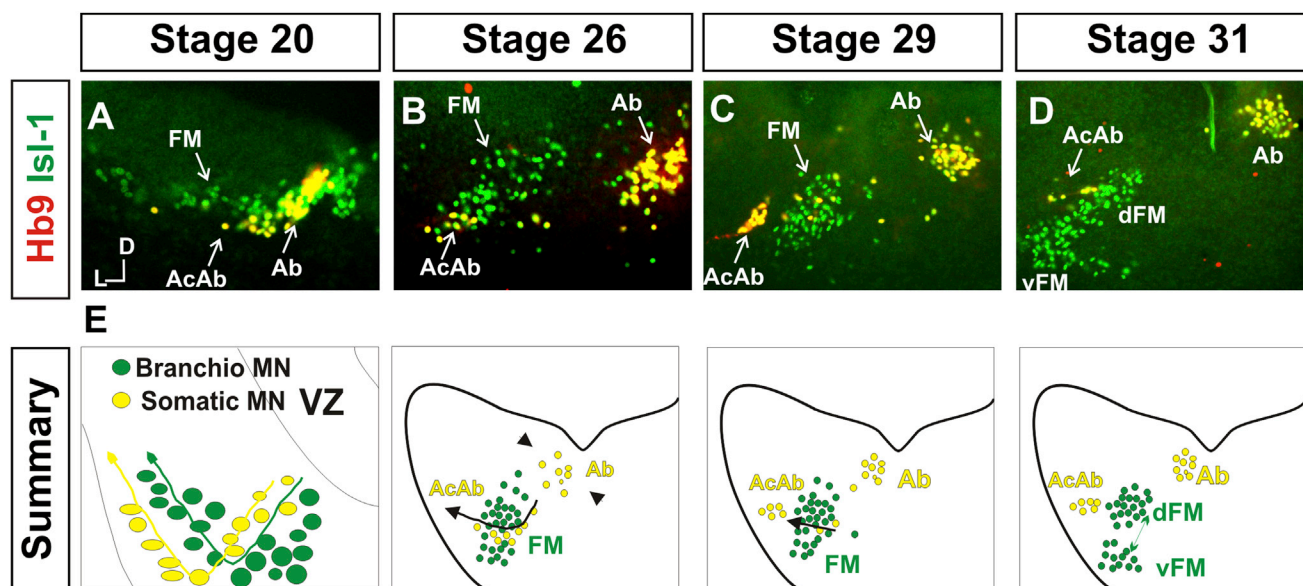 Stage 20
Stage 26
Stage 29
Stage 31
Hb9 Isl-1
A
FM
D
L
AcAb
Ab
B
FM
Ab
AcAb
C
FM
Ab
AcAb
D
AcAb
Ab
dFM
vFM
E
Summary
Branchio MN
Somatic MN
VZ
AcAb
Ab
FM
AcAb
Ab
FM
AcAb
Ab
dFM
vFM